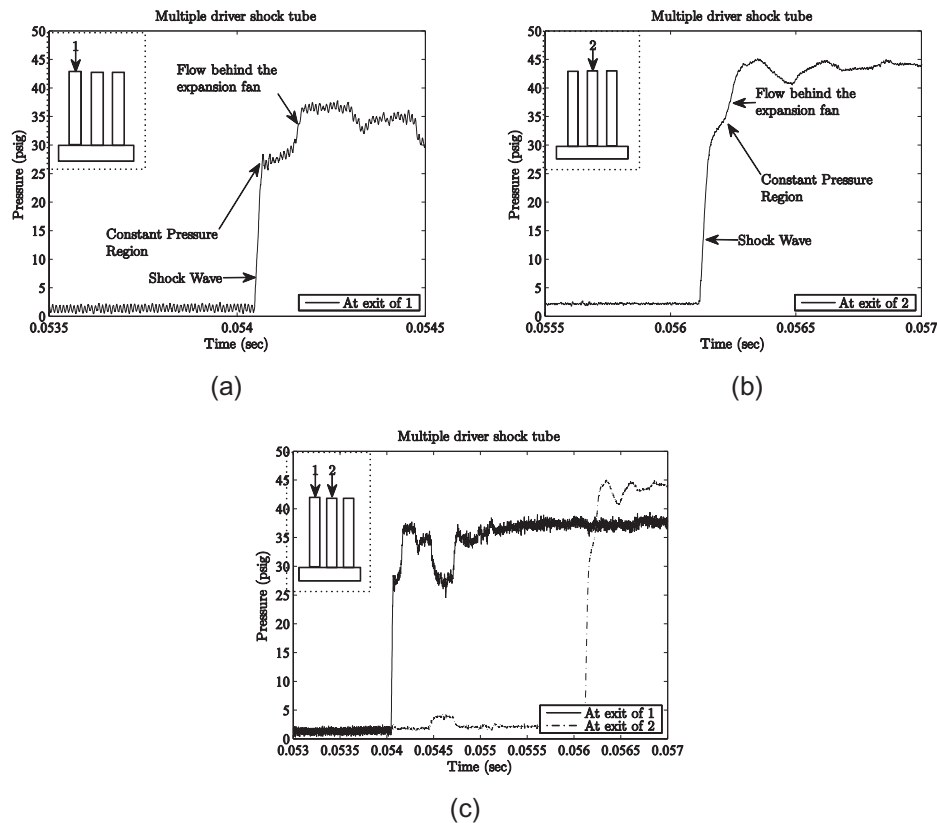 Multiple driver shock tube
50
45
40
35
30
25
20
15
10
5
0
Pressure (psig)
1
Flow behind the
expansion fan
Constant Pressure
Region
Shock Wave
At exit of 1
0.0535
0.054
0.0545
Time (sec)
(a)
Multiple driver shock tube
50
45
40
35
30
25
20
15
10
5
0
Pressure (psig)
2
Flow behind the
expansion fan
Constant Pressure
Region
Shock Wave
At exit of 2
0.0555
0.056
0.0565
0.057
Time (sec)
(b)
Multiple driver shock tube
50
45
40
35
30
25
20
15
10
5
0
Pressure (psig)
1 2
At exit of 1
At exit of 2
0.053
0.0535
0.054
0.0545
0.055
0.0555
0.056
0.0565
0.057
Time (sec)
(c)